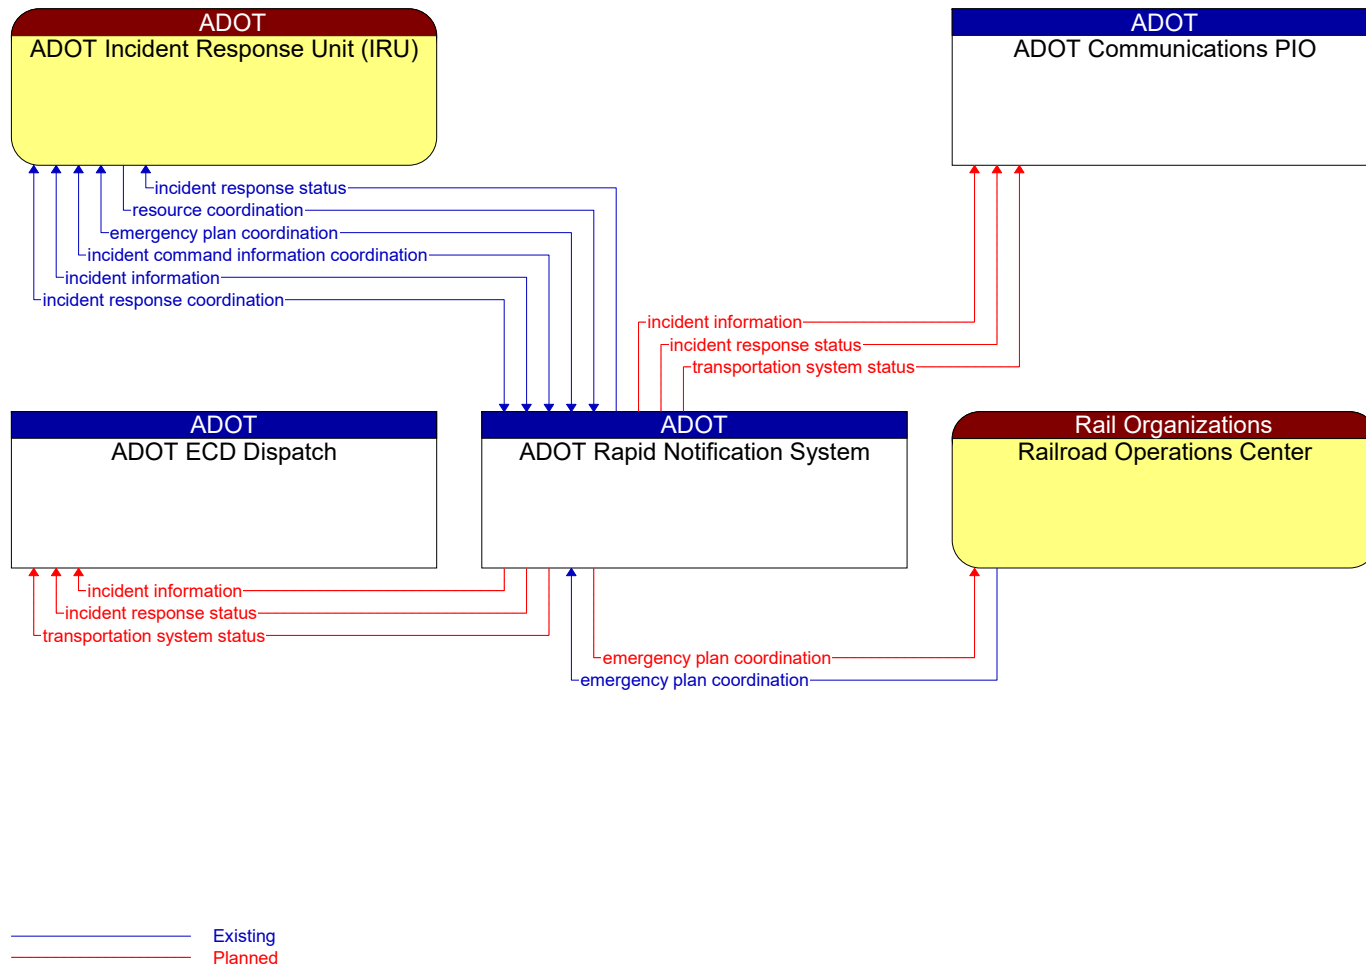 ADOT
ADOT Incident Response Unit (IRU)
ADOT
ADOT Communications PIO
incident response status
resource coordination
emergency plan coordination
incident command information coordination
incident information
incident response coordination
incident information
incident response status
transportation system status
ADOT
ADOT ECD Dispatch
ADOT
ADOT Rapid Notification System
Rail Organizations
Railroad Operations Center
incident information
incident response status
transportation system status
emergency plan coordination
emergency plan coordination
Existing
Planned